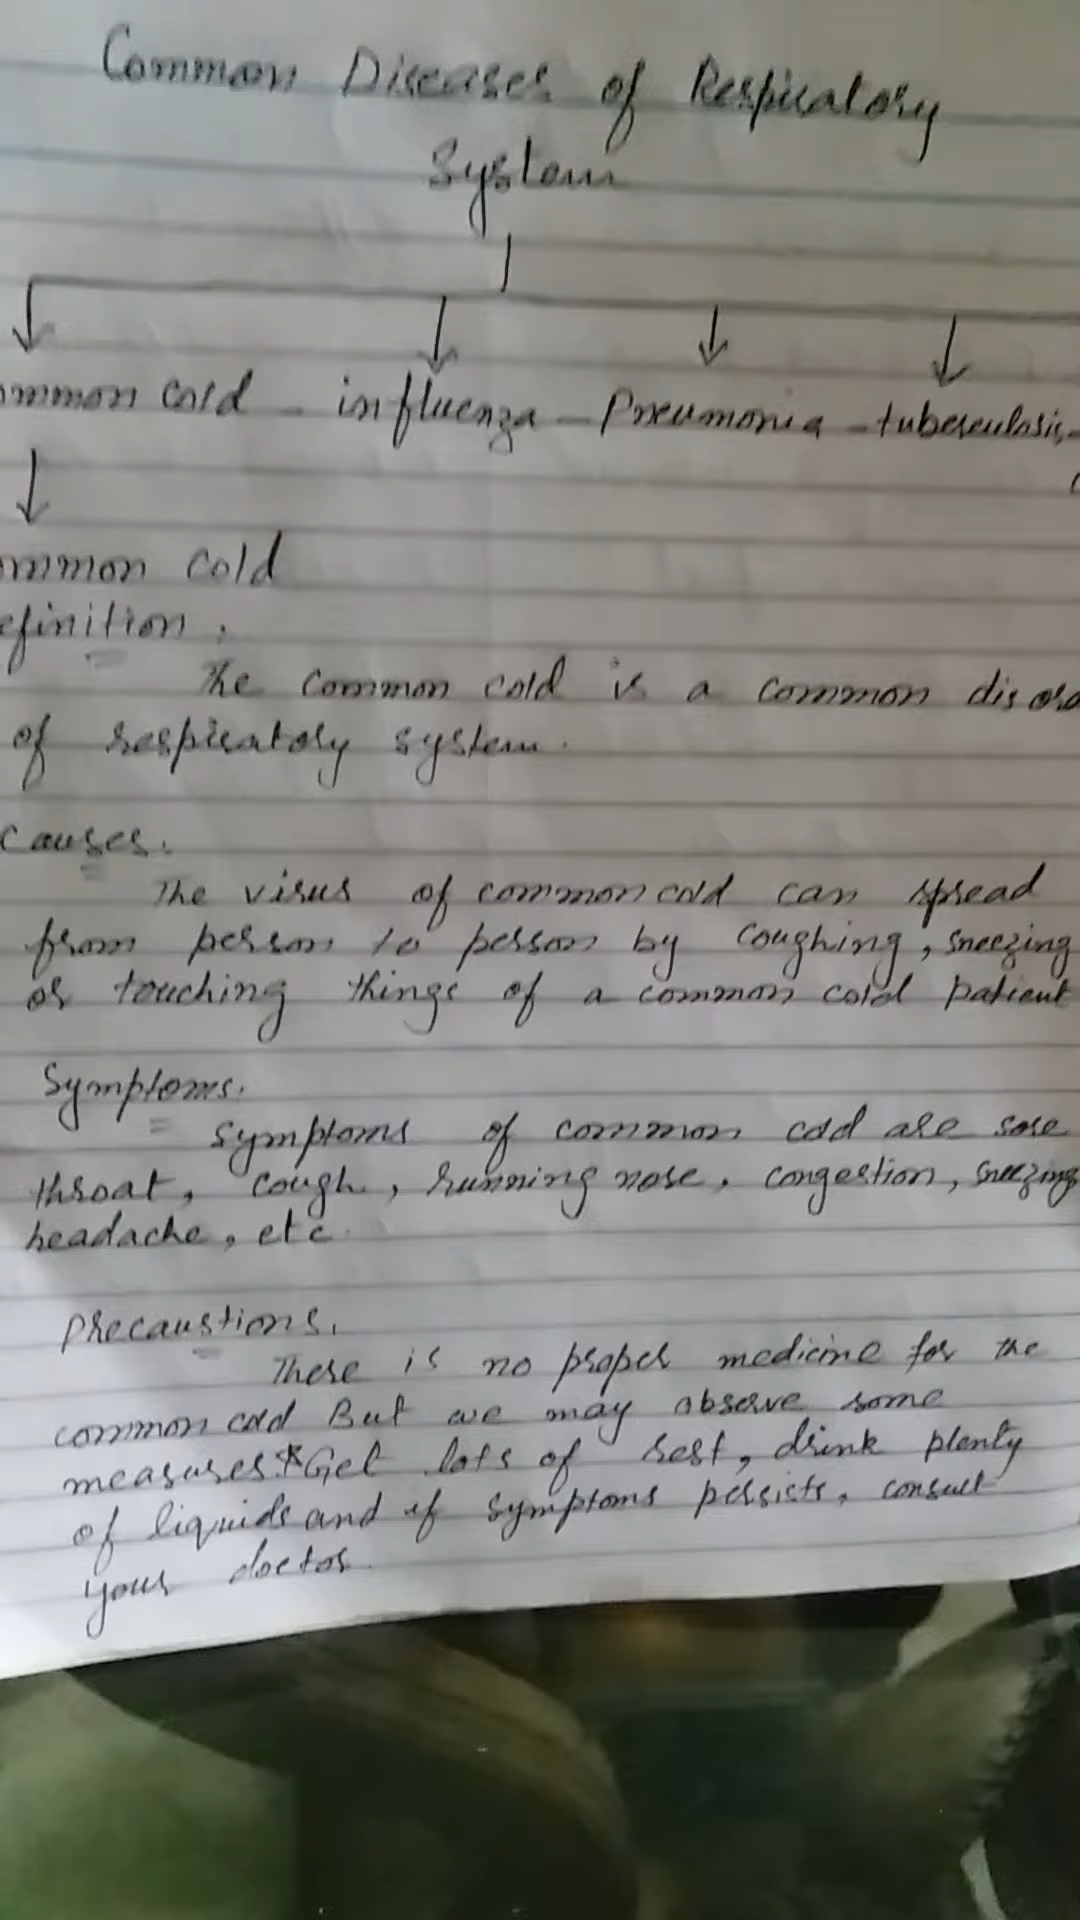 Common Diseases of Respiratory
System
ommon cold - influenza - Pneumonia - tuberculosis, -
ommon cold
efinition.
The common cold is a common disord
of respiratory system.
Causes.
The virus of common cold can spread
from person to person by coughing, sneezing
or touching things of a common cold patient
Symptoms.
Symptoms of common cold are sore
throat, cough, running nose, congestion, sneezing
headache, etc.
Precaustions.
There is no proper medicine for the
common cold But we may observe some
measures*Get lots of rest, drink plenty
of liquids and if symptoms persists, consult
your doctor.